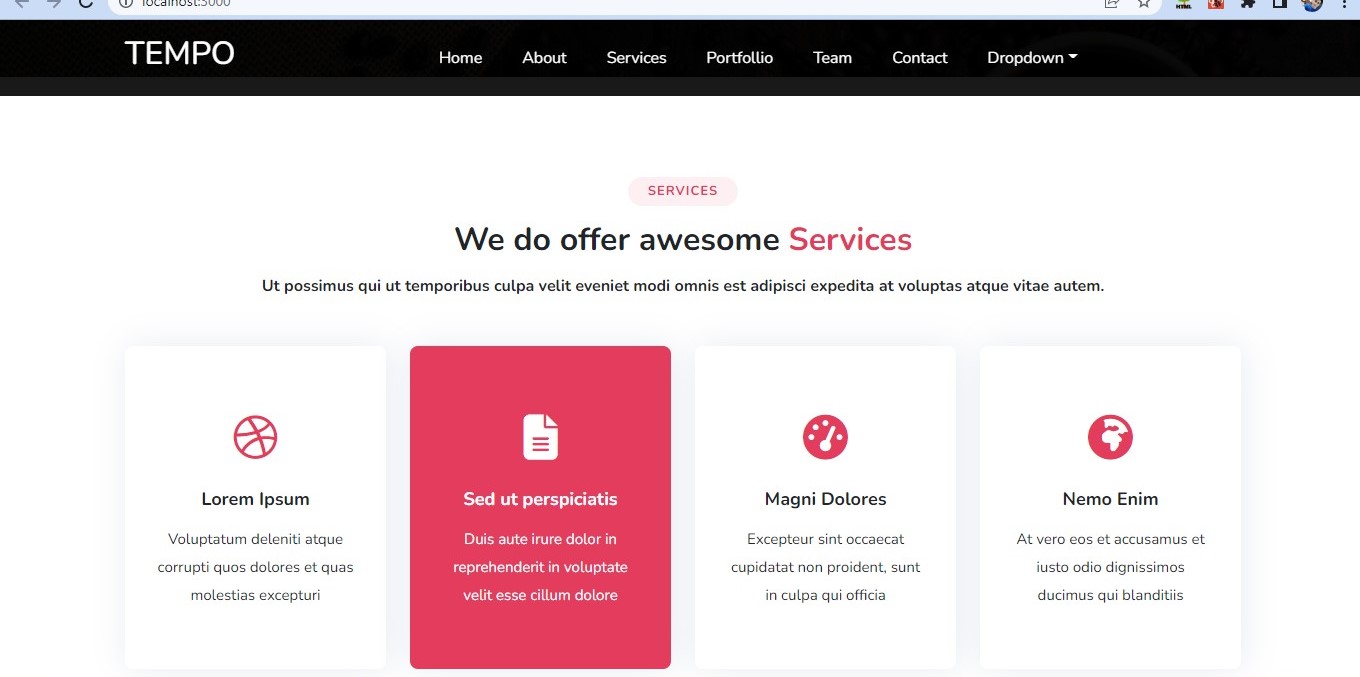 localhost:3000
TEMPO
Home About Services Portfollio Team Contact Dropdown
SERVICES
We do offer awesome Services
Ut possimus qui ut temporibus culpa velit eveniet modi omnis est adipisci expedita at voluptas atque vitae autem.
Lorem Ipsum
Voluptatum deleniti atque
corrupti quos dolores et quas
molestias excepturi
Sed ut perspiciatis
Duis aute irure dolor in
reprehenderit in voluptate
velit esse cillum dolore
Magni Dolores
Excepteur sint occaecat
cupidatat non proident, sunt
in culpa qui officia
Nemo Enim
At vero eos et accusamus et
iusto odio dignissimos
ducimus qui blanditiis